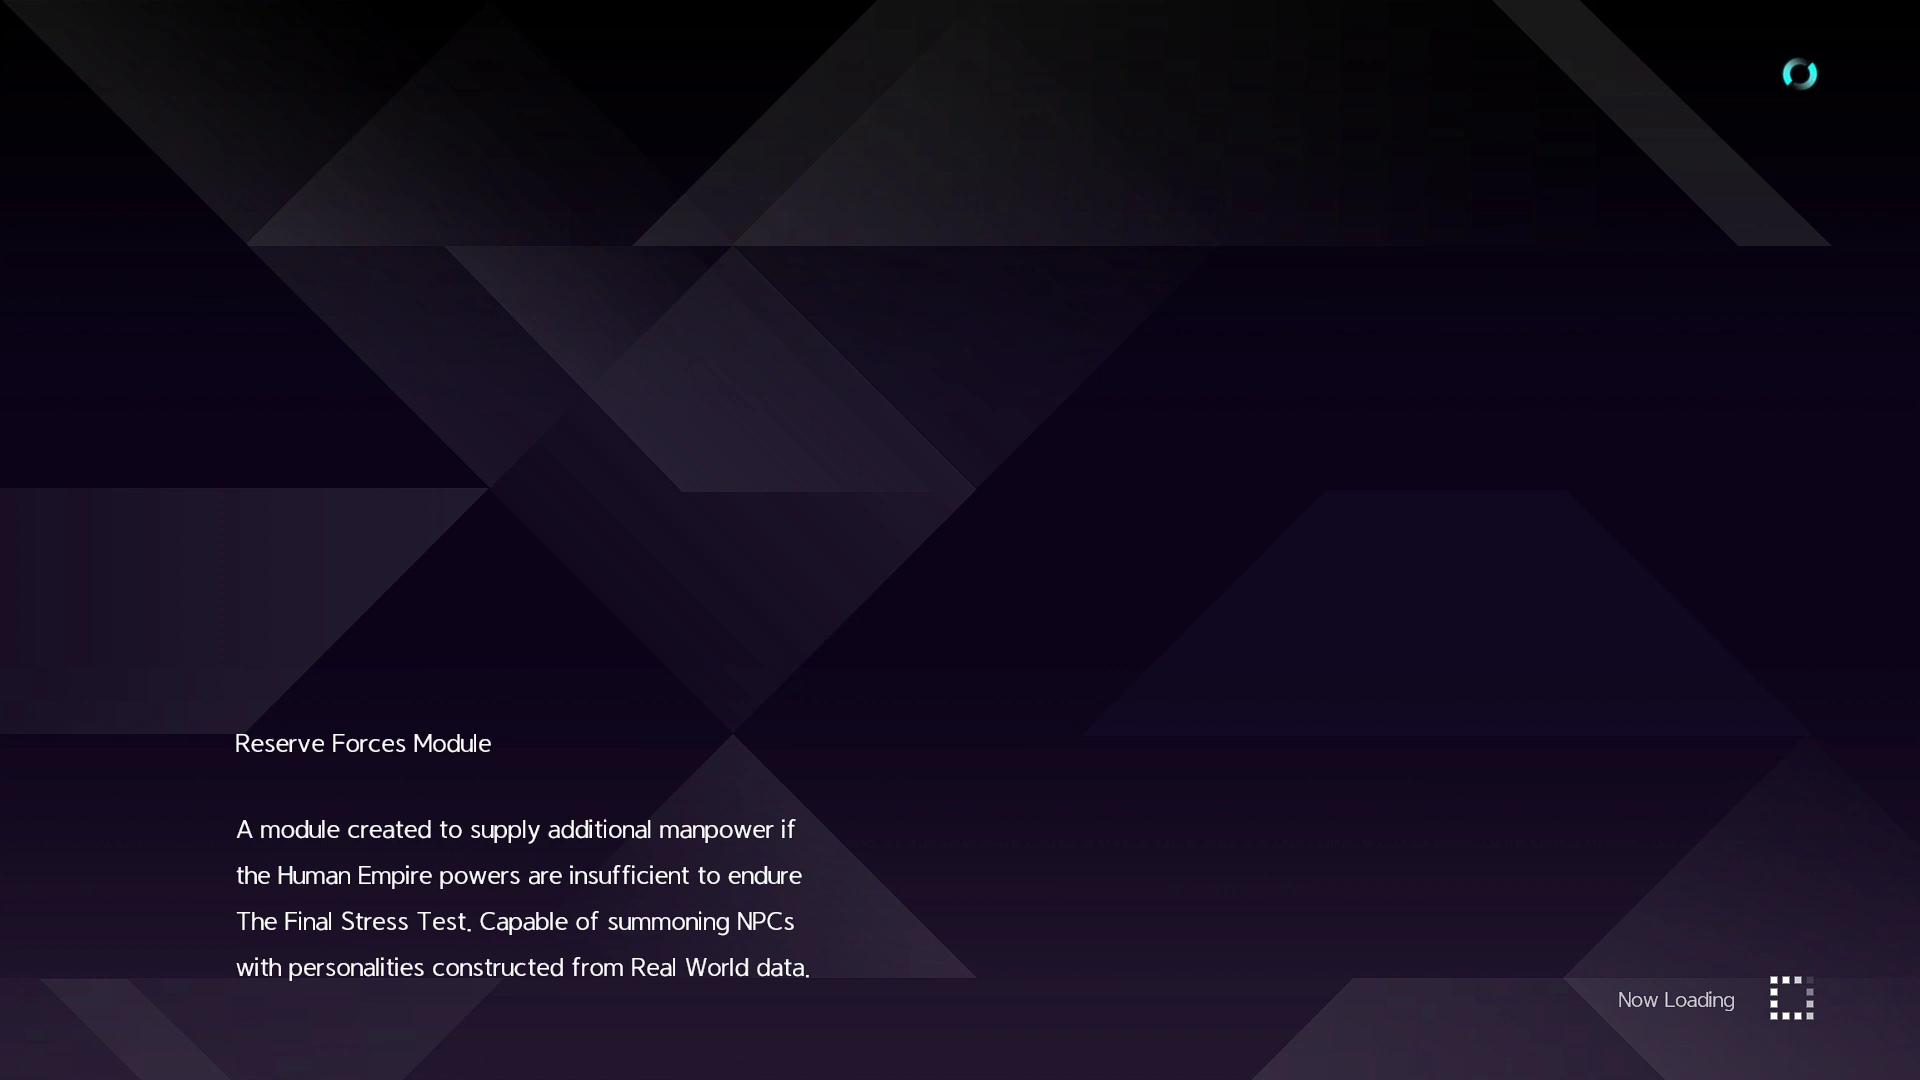 Reserve Forces Module
A module created to supply additional manpower if
the Human Empire powers are insufficient to endure
The Final Stress Test. Capable of summoning NPCs
with personalities constructed from Real World data.
Now Loading